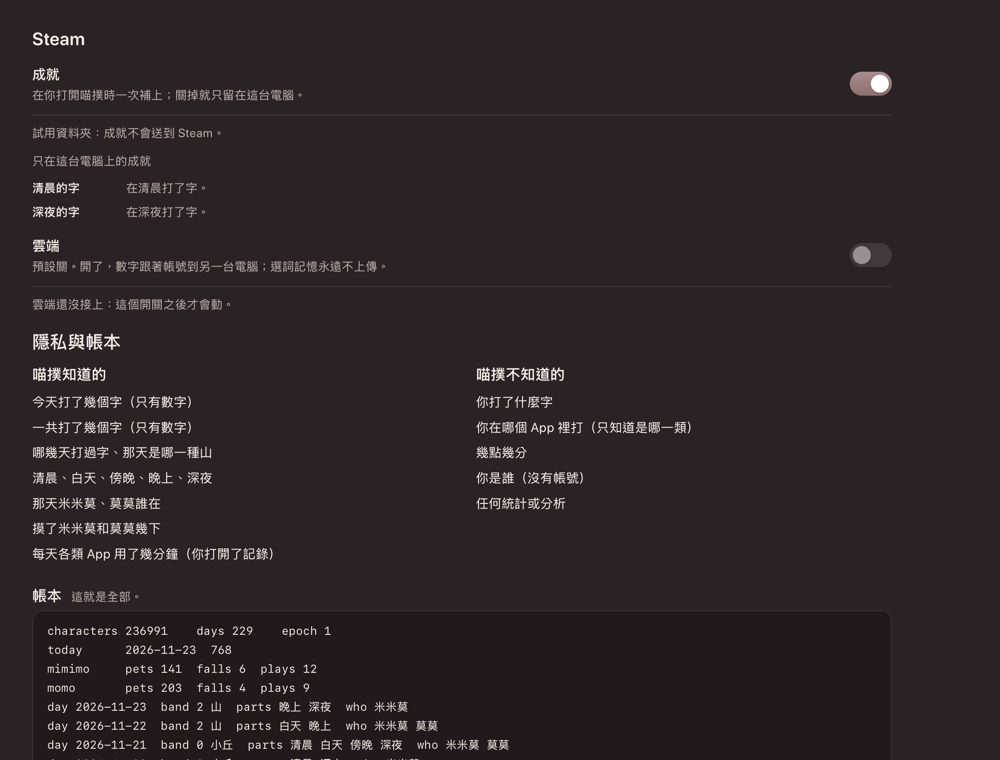 Steam
成就
在你打開喵撲時一次補上；關掉就只留在這台電腦。
試用資料夾：成就不會送到 Steam。
只在這台電腦上的成就
清晨的字 在清晨打了字。
深夜的字 在深夜打了字。
雲端
預設關。開了，數字跟著帳號到另一台電腦；選詞記憶永遠不上傳。
雲端還沒接上：這個開關之後才會動。
隱私與帳本
喵撲知道的
今天打了幾個字（只有數字）
一共打了幾個字（只有數字）
哪幾天打過字、那天是哪一種山
清晨、白天、傍晚、晚上、深夜
那天米米莫、莫莫誰在
摸了米米莫和莫莫幾下
每天各類 App 用了幾分鐘（你打開了記錄）
喵撲不知道的
你打了什麼字
你在哪個 App 裡打（只知道是哪一類）
幾點幾分
你是誰（沒有帳號）
任何統計或分析
帳本 這就是全部。
characters 236991 days 229 epoch 1
today 2026-11-23 768
mimimo pets 141 falls 6 plays 12
momo pets 203 falls 4 plays 9
day 2026-11-23 band 2 山 parts 晚上 深夜 who 米米莫
day 2026-11-22 band 2 山 parts 白天 晚上 who 米米莫 莫莫
day 2026-11-21 band 0 小丘 parts 清晨 白天 傍晚 深夜 who 米米莫 莫莫